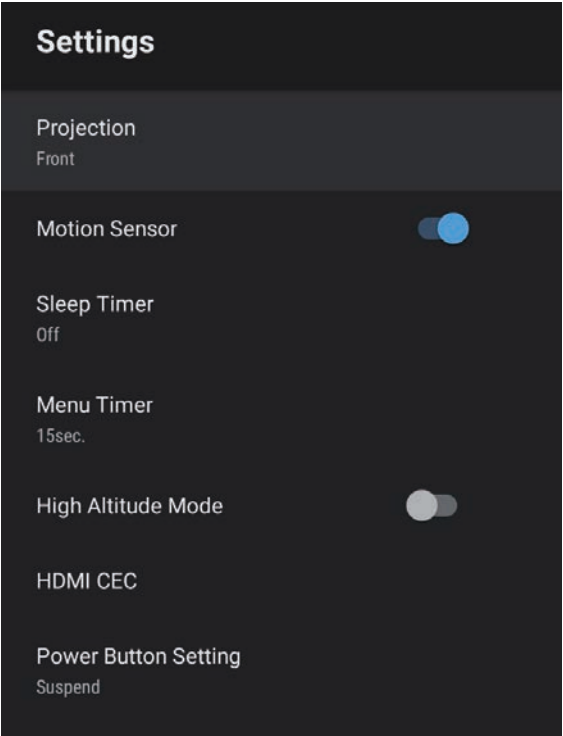 Settings
Projection
Front
Motion Sensor
Sleep Timer
Off
Menu Timer
15sec.
High Altitude Mode
HDMI CEC
Power Button Setting
Suspend